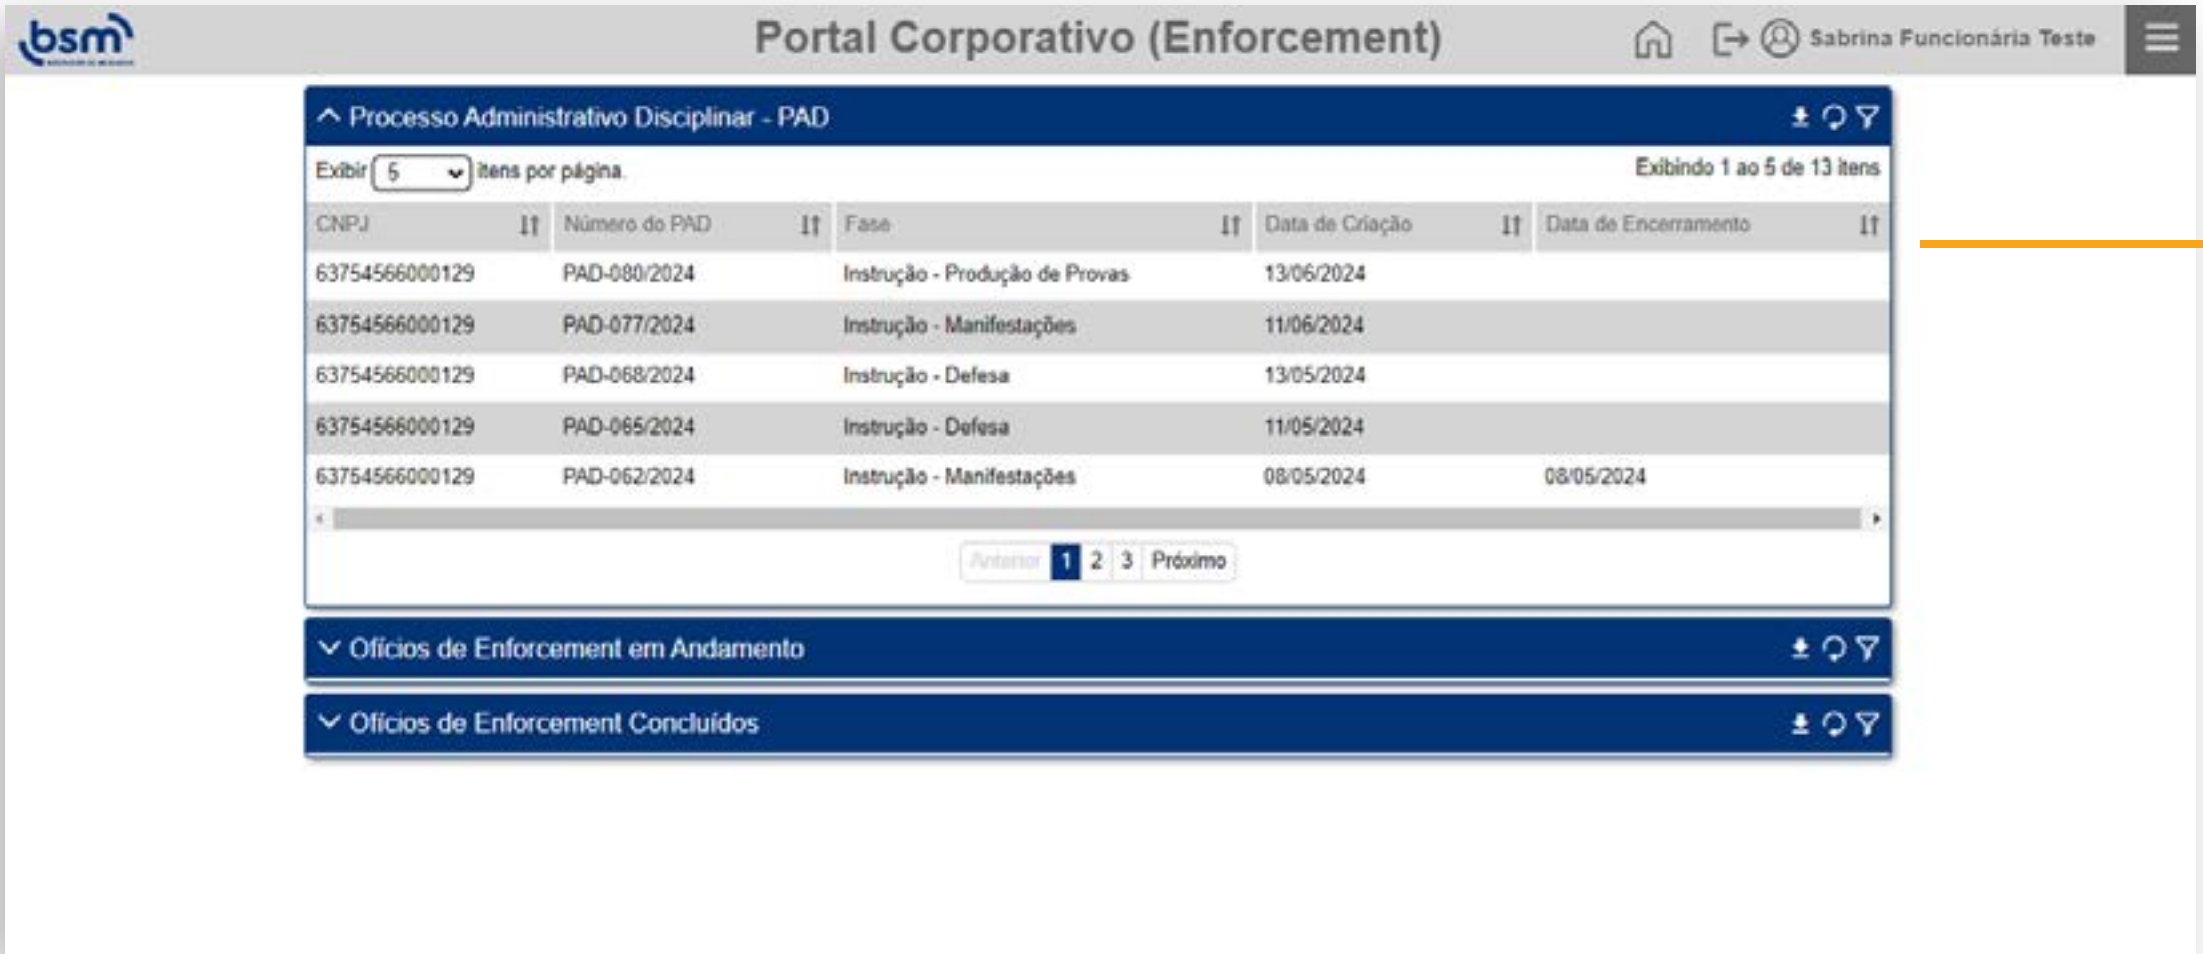 bsm
Portal Corporativo (Enforcement)
Sabrina Funcionária Teste
Processo Administrativo Disciplinar - PAD
Exibir 5 itens por página.
Exibindo 1 ao 5 de 13 itens
CNPJ Número do PAD Fase Data de Criação Data de Encerramento
63754566000129 PAD-080/2024 Instrução - Produção de Provas 13/06/2024
63754566000129 PAD-077/2024 Instrução - Manifestações 11/06/2024
63754566000129 PAD-068/2024 Instrução - Defesa 13/05/2024
63754566000129 PAD-065/2024 Instrução - Defesa 11/05/2024
63754566000129 PAD-062/2024 Instrução - Manifestações 08/05/2024 08/05/2024
Anterior 1 2 3 Próximo
Ofícios de Enforcement em Andamento
Ofícios de Enforcement Concluídos